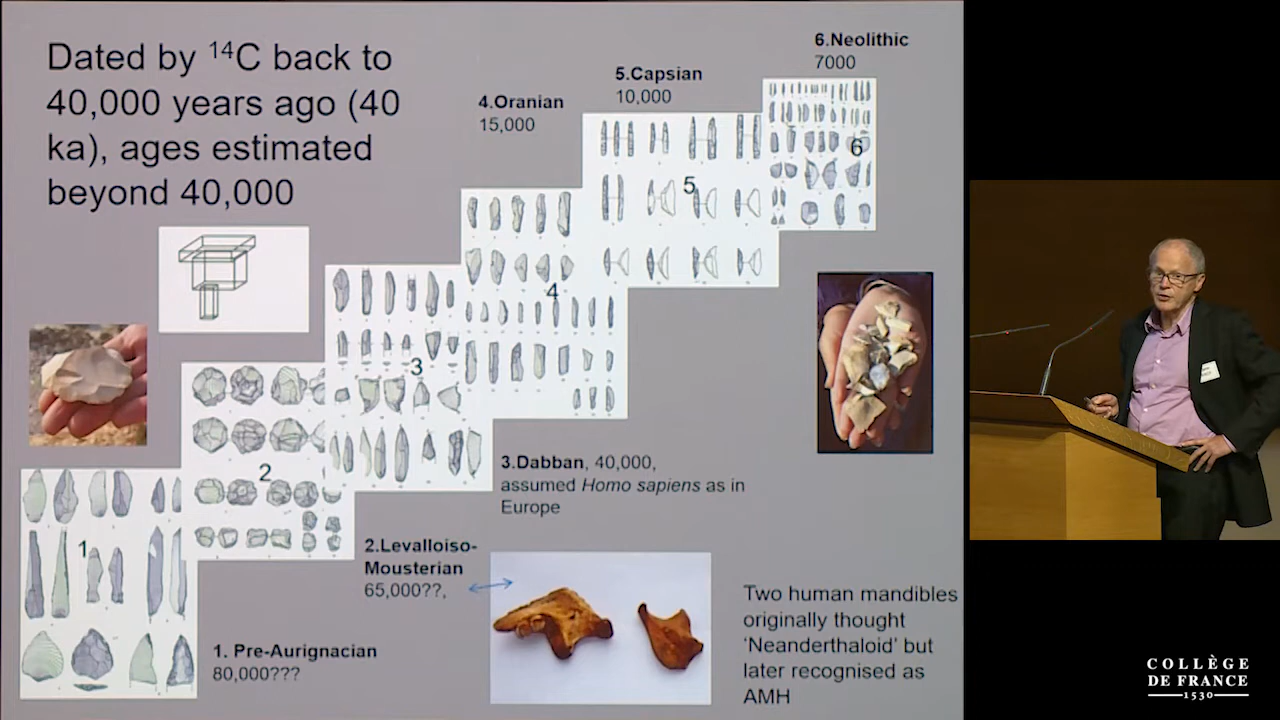 Dated by ¹⁴C back to
40,000 years ago (40
ka), ages estimated
beyond 40,000
6.Neolithic
7000
5.Capsian
10,000
4.Oranian
15,000
6
5
4
3
2
1
3.Dabban, 40,000,
assumed Homo sapiens as in
Europe
2.Levalloiso-
Mousterian
65,000??,
1. Pre-Aurignacian
80,000???
Two human mandibles
originally thought
‘Neanderthaloid’ but
later recognised as
AMH
COLLÈGE
DE FRANCE
1530